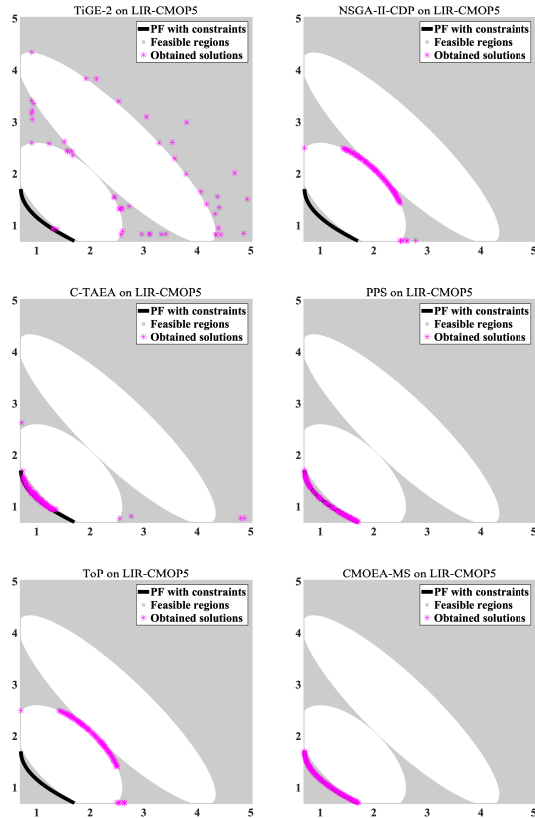 TiGE-2 on LIR-CMOP5
PF with constraints
Feasible regions
Obtained solutions
5
4
3
2
1
1 2 3 4 5
NSGA-II-CDP on LIR-CMOP5
PF with constraints
Feasible regions
Obtained solutions
5
4
3
2
1
1 2 3 4 5
C-TAEA on LIR-CMOP5
PF with constraints
Feasible regions
Obtained solutions
5
4
3
2
1
1 2 3 4 5
PPS on LIR-CMOP5
PF with constraints
Feasible regions
Obtained solutions
5
4
3
2
1
1 2 3 4 5
ToP on LIR-CMOP5
PF with constraints
Feasible regions
Obtained solutions
5
4
3
2
1
1 2 3 4 5
CMOEA-MS on LIR-CMOP5
PF with constraints
Feasible regions
Obtained solutions
5
4
3
2
1
1 2 3 4 5